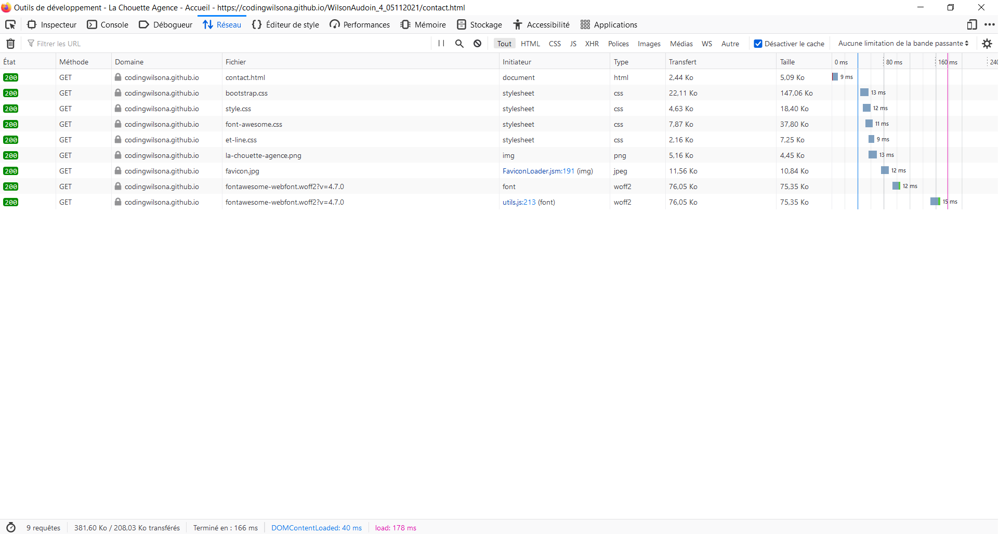 Outils de développement - La Chouette Agence - Accueil - https://codingwilsona.github.io/WilsonAudoin_4_05112021/contact.html
Inspecteur Console Débogueur Réseau Éditeur de style Performances Mémoire Stockage Accessibilité Applications
Filtrer les URL Tout HTML CSS JS XHR Polices Images Médias WS Autre Désactiver le cache Aucune limitation de la bande passante
État Méthode Domaine Fichier Initiateur Type Transfert Taille 0 ms 80 ms 160 ms 240
200 GET codingwilsona.github.io contact.html document html 2,44 Ko 5,09 Ko 9 ms
200 GET codingwilsona.github.io bootstrap.css stylesheet css 22,11 Ko 147,06 Ko 13 ms
200 GET codingwilsona.github.io style.css stylesheet css 4,63 Ko 18,40 Ko 12 ms
200 GET codingwilsona.github.io font-awesome.css stylesheet css 7,87 Ko 37,80 Ko 11 ms
200 GET codingwilsona.github.io et-line.css stylesheet css 2,16 Ko 7,25 Ko 9 ms
200 GET codingwilsona.github.io la-chouette-agence.png img png 5,16 Ko 4,45 Ko 13 ms
200 GET codingwilsona.github.io favicon.jpg FaviconLoader.jsm:191 (img) jpeg 11,56 Ko 10,84 Ko 12 ms
200 GET codingwilsona.github.io fontawesome-webfont.woff2?v=4.7.0 font woff2 76,05 Ko 75,35 Ko 12 ms
200 GET codingwilsona.github.io fontawesome-webfont.woff2?v=4.7.0 utils.js:213 (font) woff2 76,05 Ko 75,35 Ko 15 ms
9 requêtes 381,60 Ko / 208,03 Ko transférés Terminé en : 166 ms DOMContentLoaded: 40 ms load: 178 ms